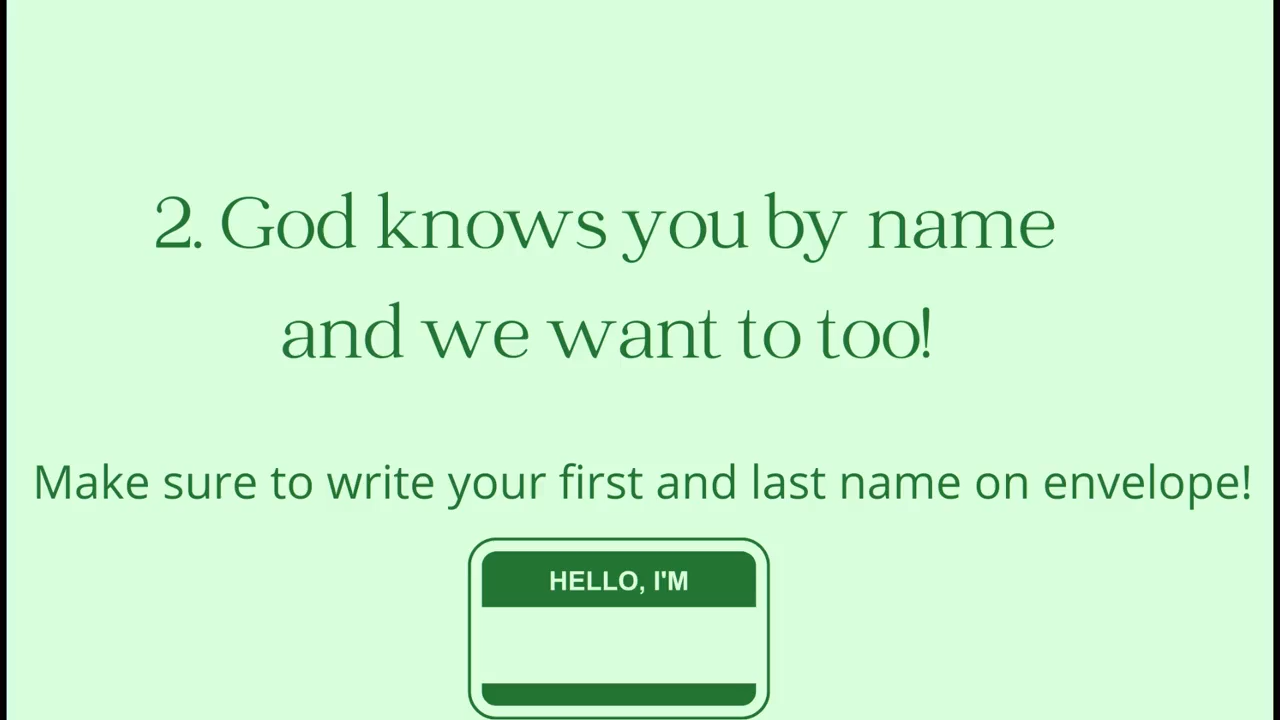 2. God knows you by name
and we want to too!
Make sure to write your first and last name on envelope!
HELLO, I'M